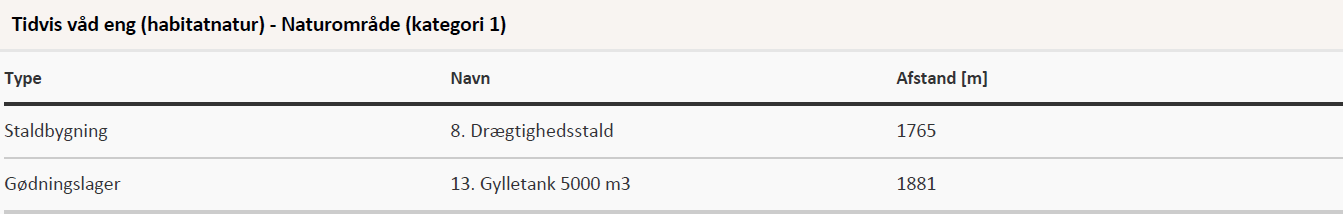 Tidvis våd eng (habitatnatur) - Naturområde (kategori 1)
Type Navn Afstand [m]
Staldbygning 8. Drægtighedsstald 1765
Gødningslager 13. Gylletank 5000 m3 1881